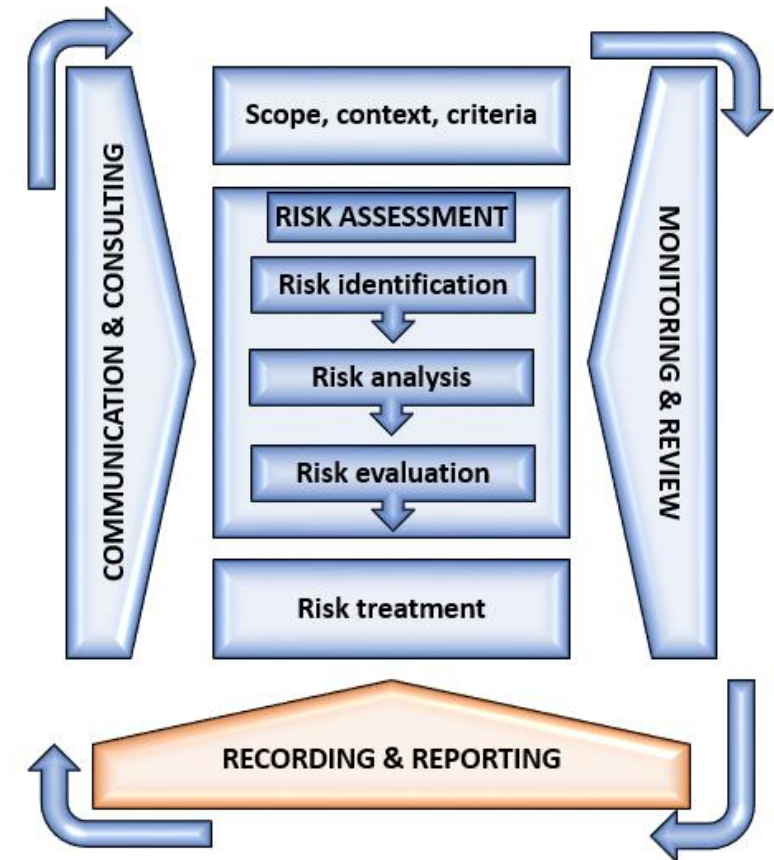 Scope, context, criteria
COMMUNICATION & CONSULTING
RISK ASSESSMENT
Risk identification
Risk analysis
Risk evaluation
MONITORING & REVIEW
Risk treatment
RECORDING & REPORTING